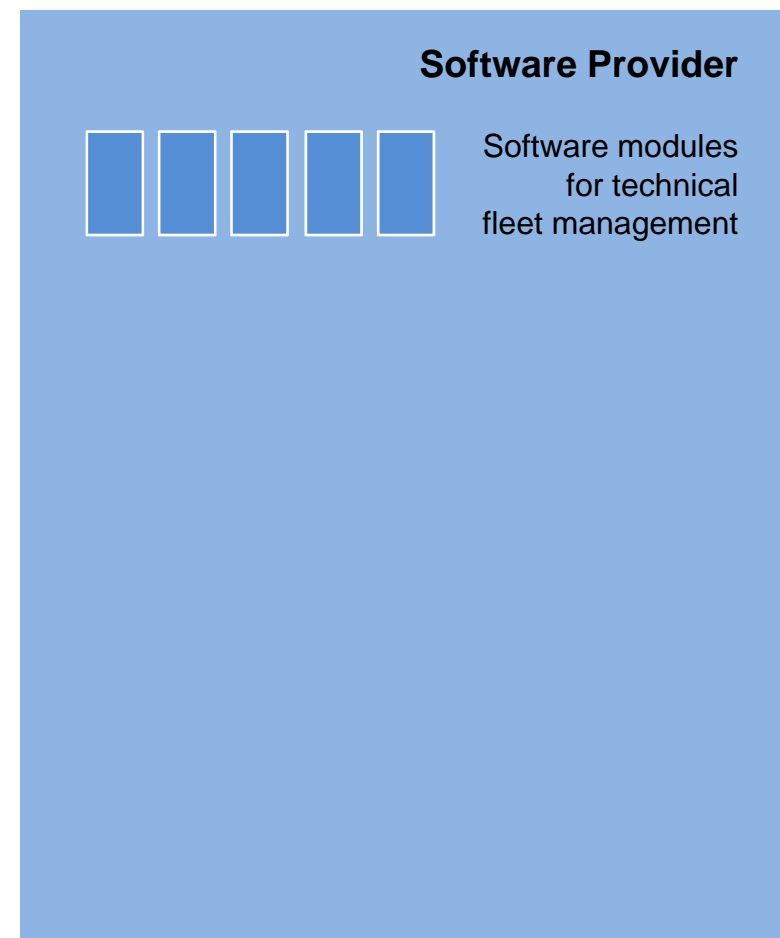 Software Provider
Software modules
for technical
fleet management